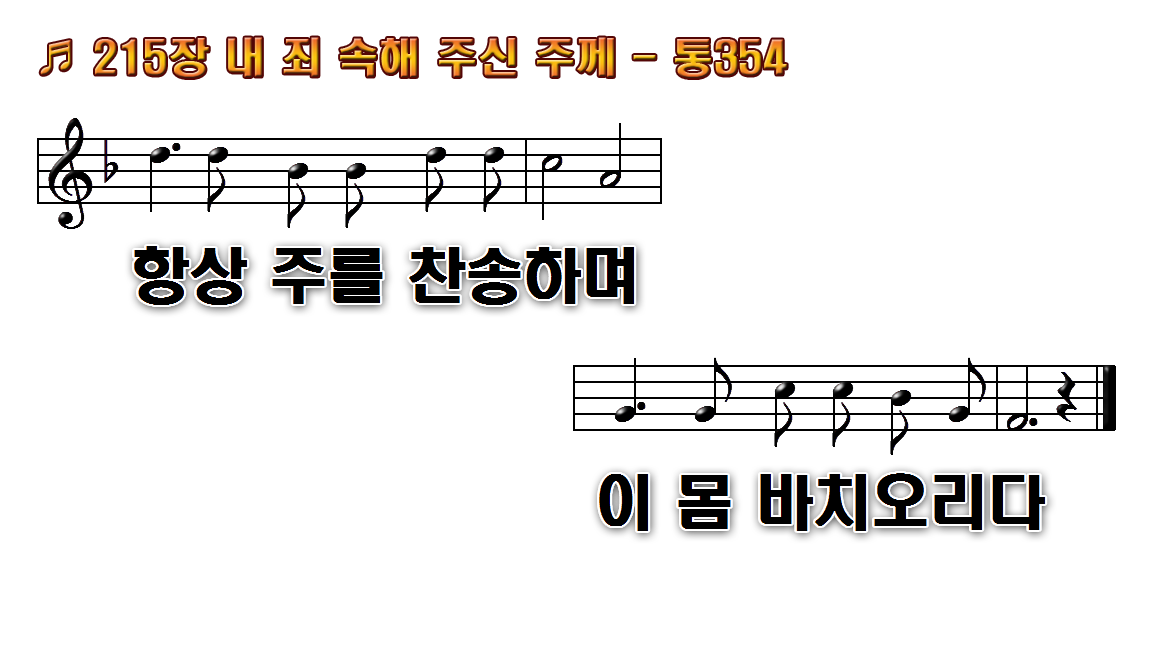 ♬ 215장 내 죄 속해 주신 주께 - 통354
항상 주를 찬송하며
이 몸 바치오리다